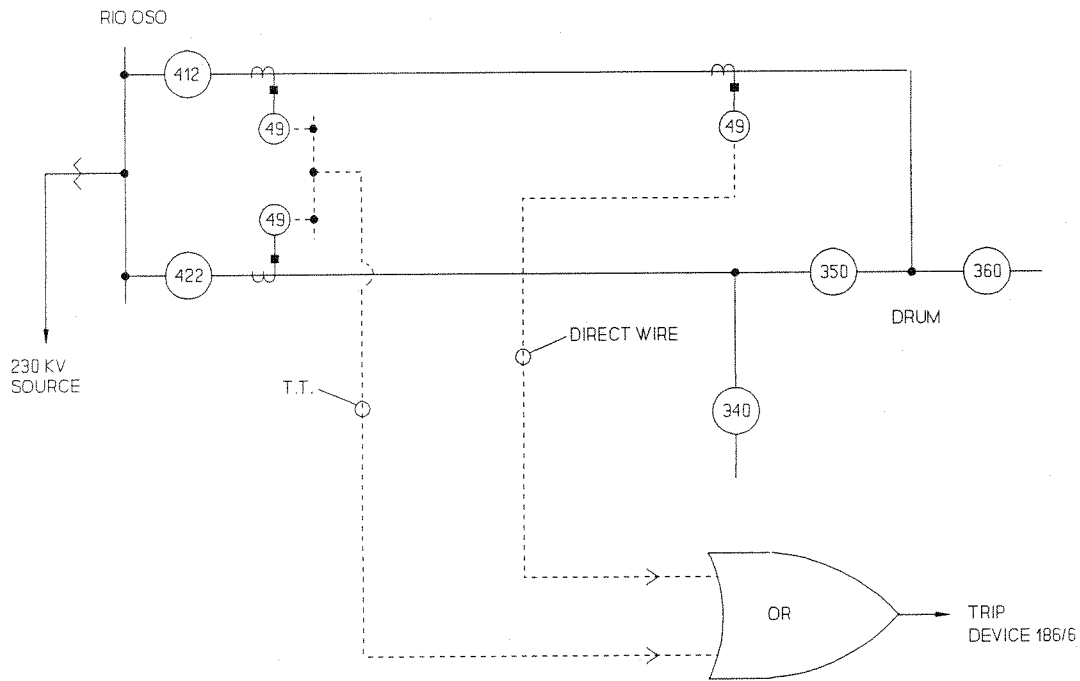 RIO OSO
412
49
49
49
422
350
360
DRUM
DIRECT WIRE
230 KV
SOURCE
T.T.
340
OR
TRIP
DEVICE 186/6